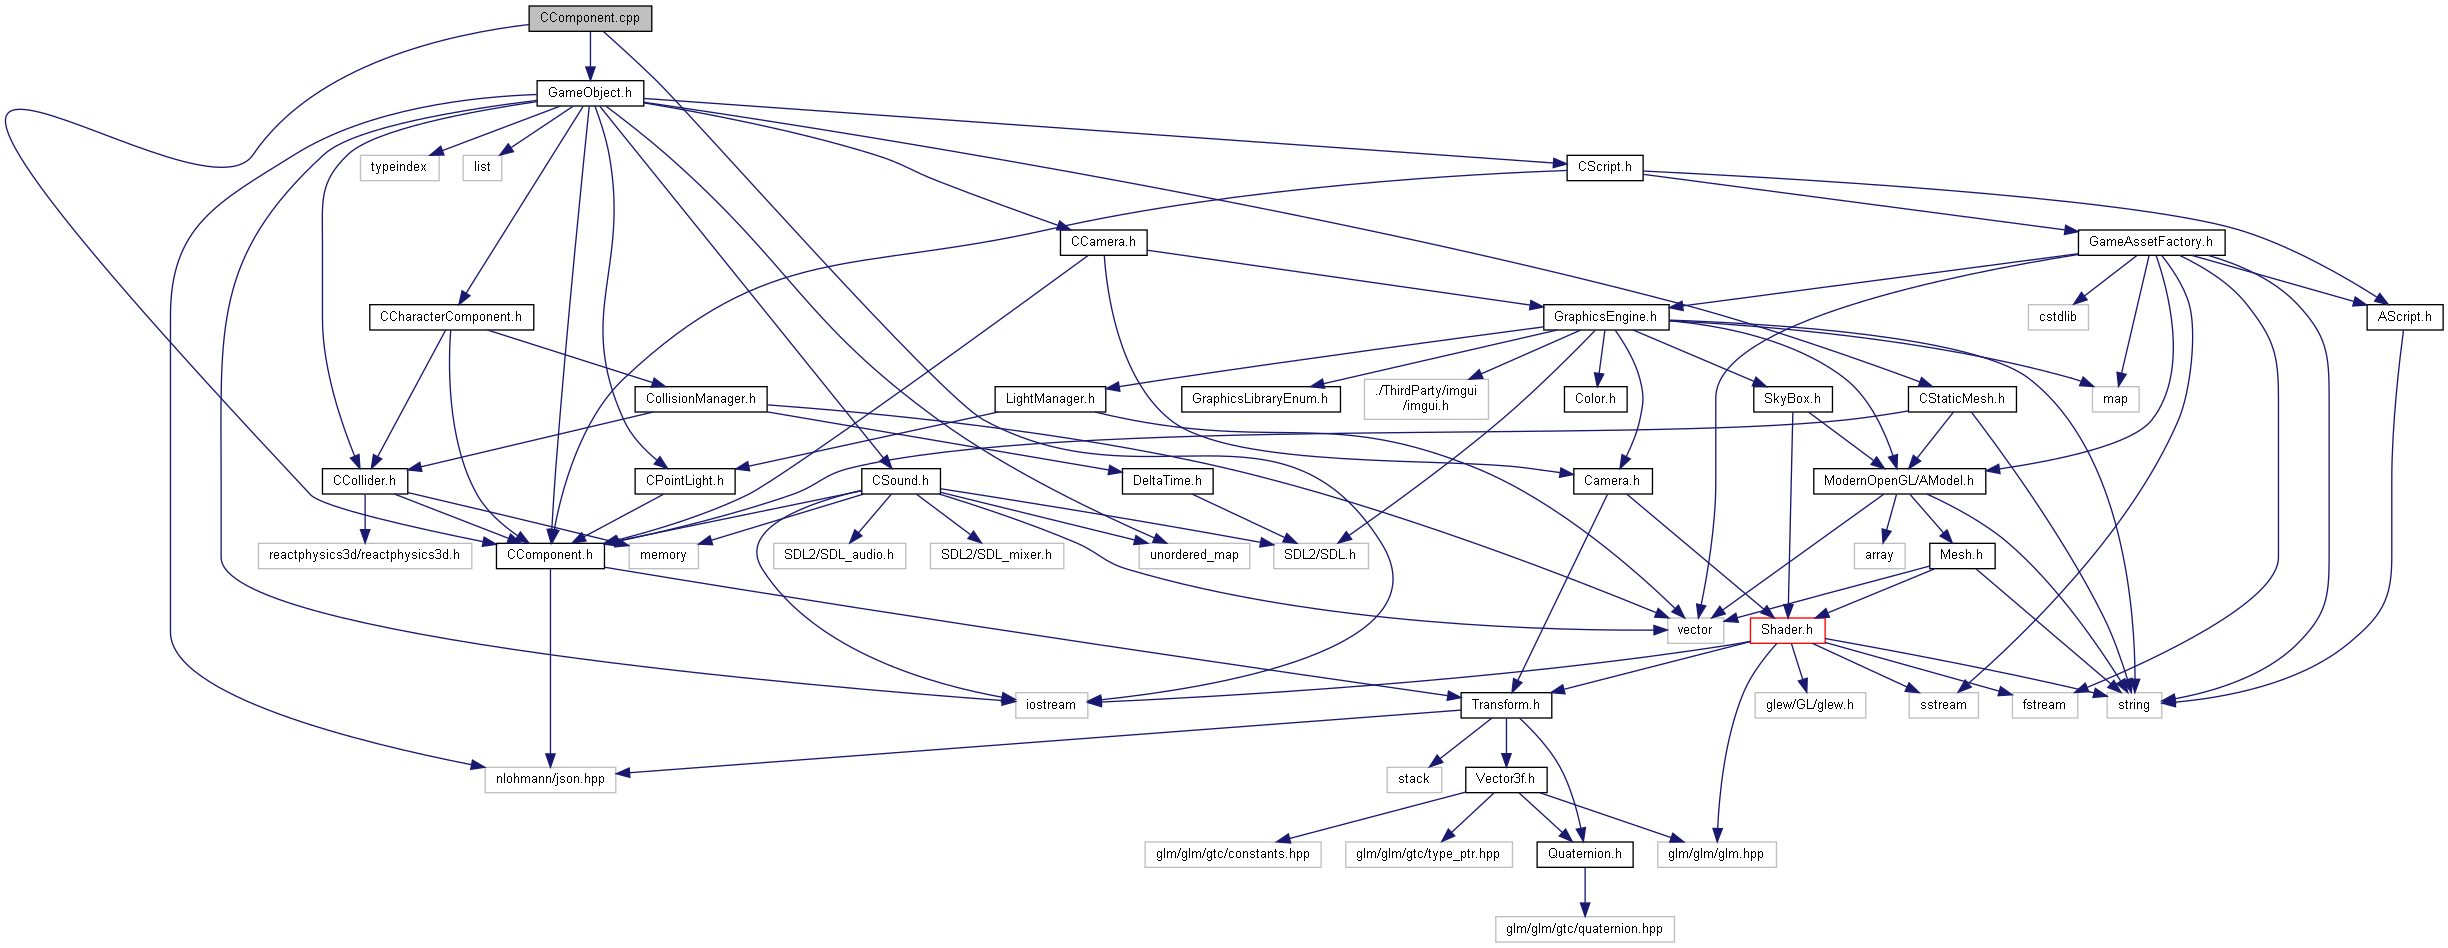 CComponent.cpp
GameObject.h
typeindex
list
CScript.h
CCamera.h
GameAssetFactory.h
CCharacterComponent.h
GraphicsEngine.h
cstdlib
AScript.h
CollisionManager.h
LightManager.h
GraphicsLibraryEnum.h
./ThirdParty/imgui
/imgui.h
Color.h
SkyBox.h
CStaticMesh.h
map
CCollider.h
CPointLight.h
CSound.h
DeltaTime.h
Camera.h
ModernOpenGL/AModel.h
reactphysics3d/reactphysics3d.h
CComponent.h
memory
SDL2/SDL_audio.h
SDL2/SDL_mixer.h
unordered_map
SDL2/SDL.h
array
Mesh.h
vector
Shader.h
iostream
Transform.h
glew/GL/glew.h
sstream
fstream
string
nlohmann/json.hpp
stack
Vector3f.h
glm/glm/gtc/constants.hpp
glm/glm/gtc/type_ptr.hpp
Quaternion.h
glm/glm/glm.hpp
glm/glm/gtc/quaternion.hpp